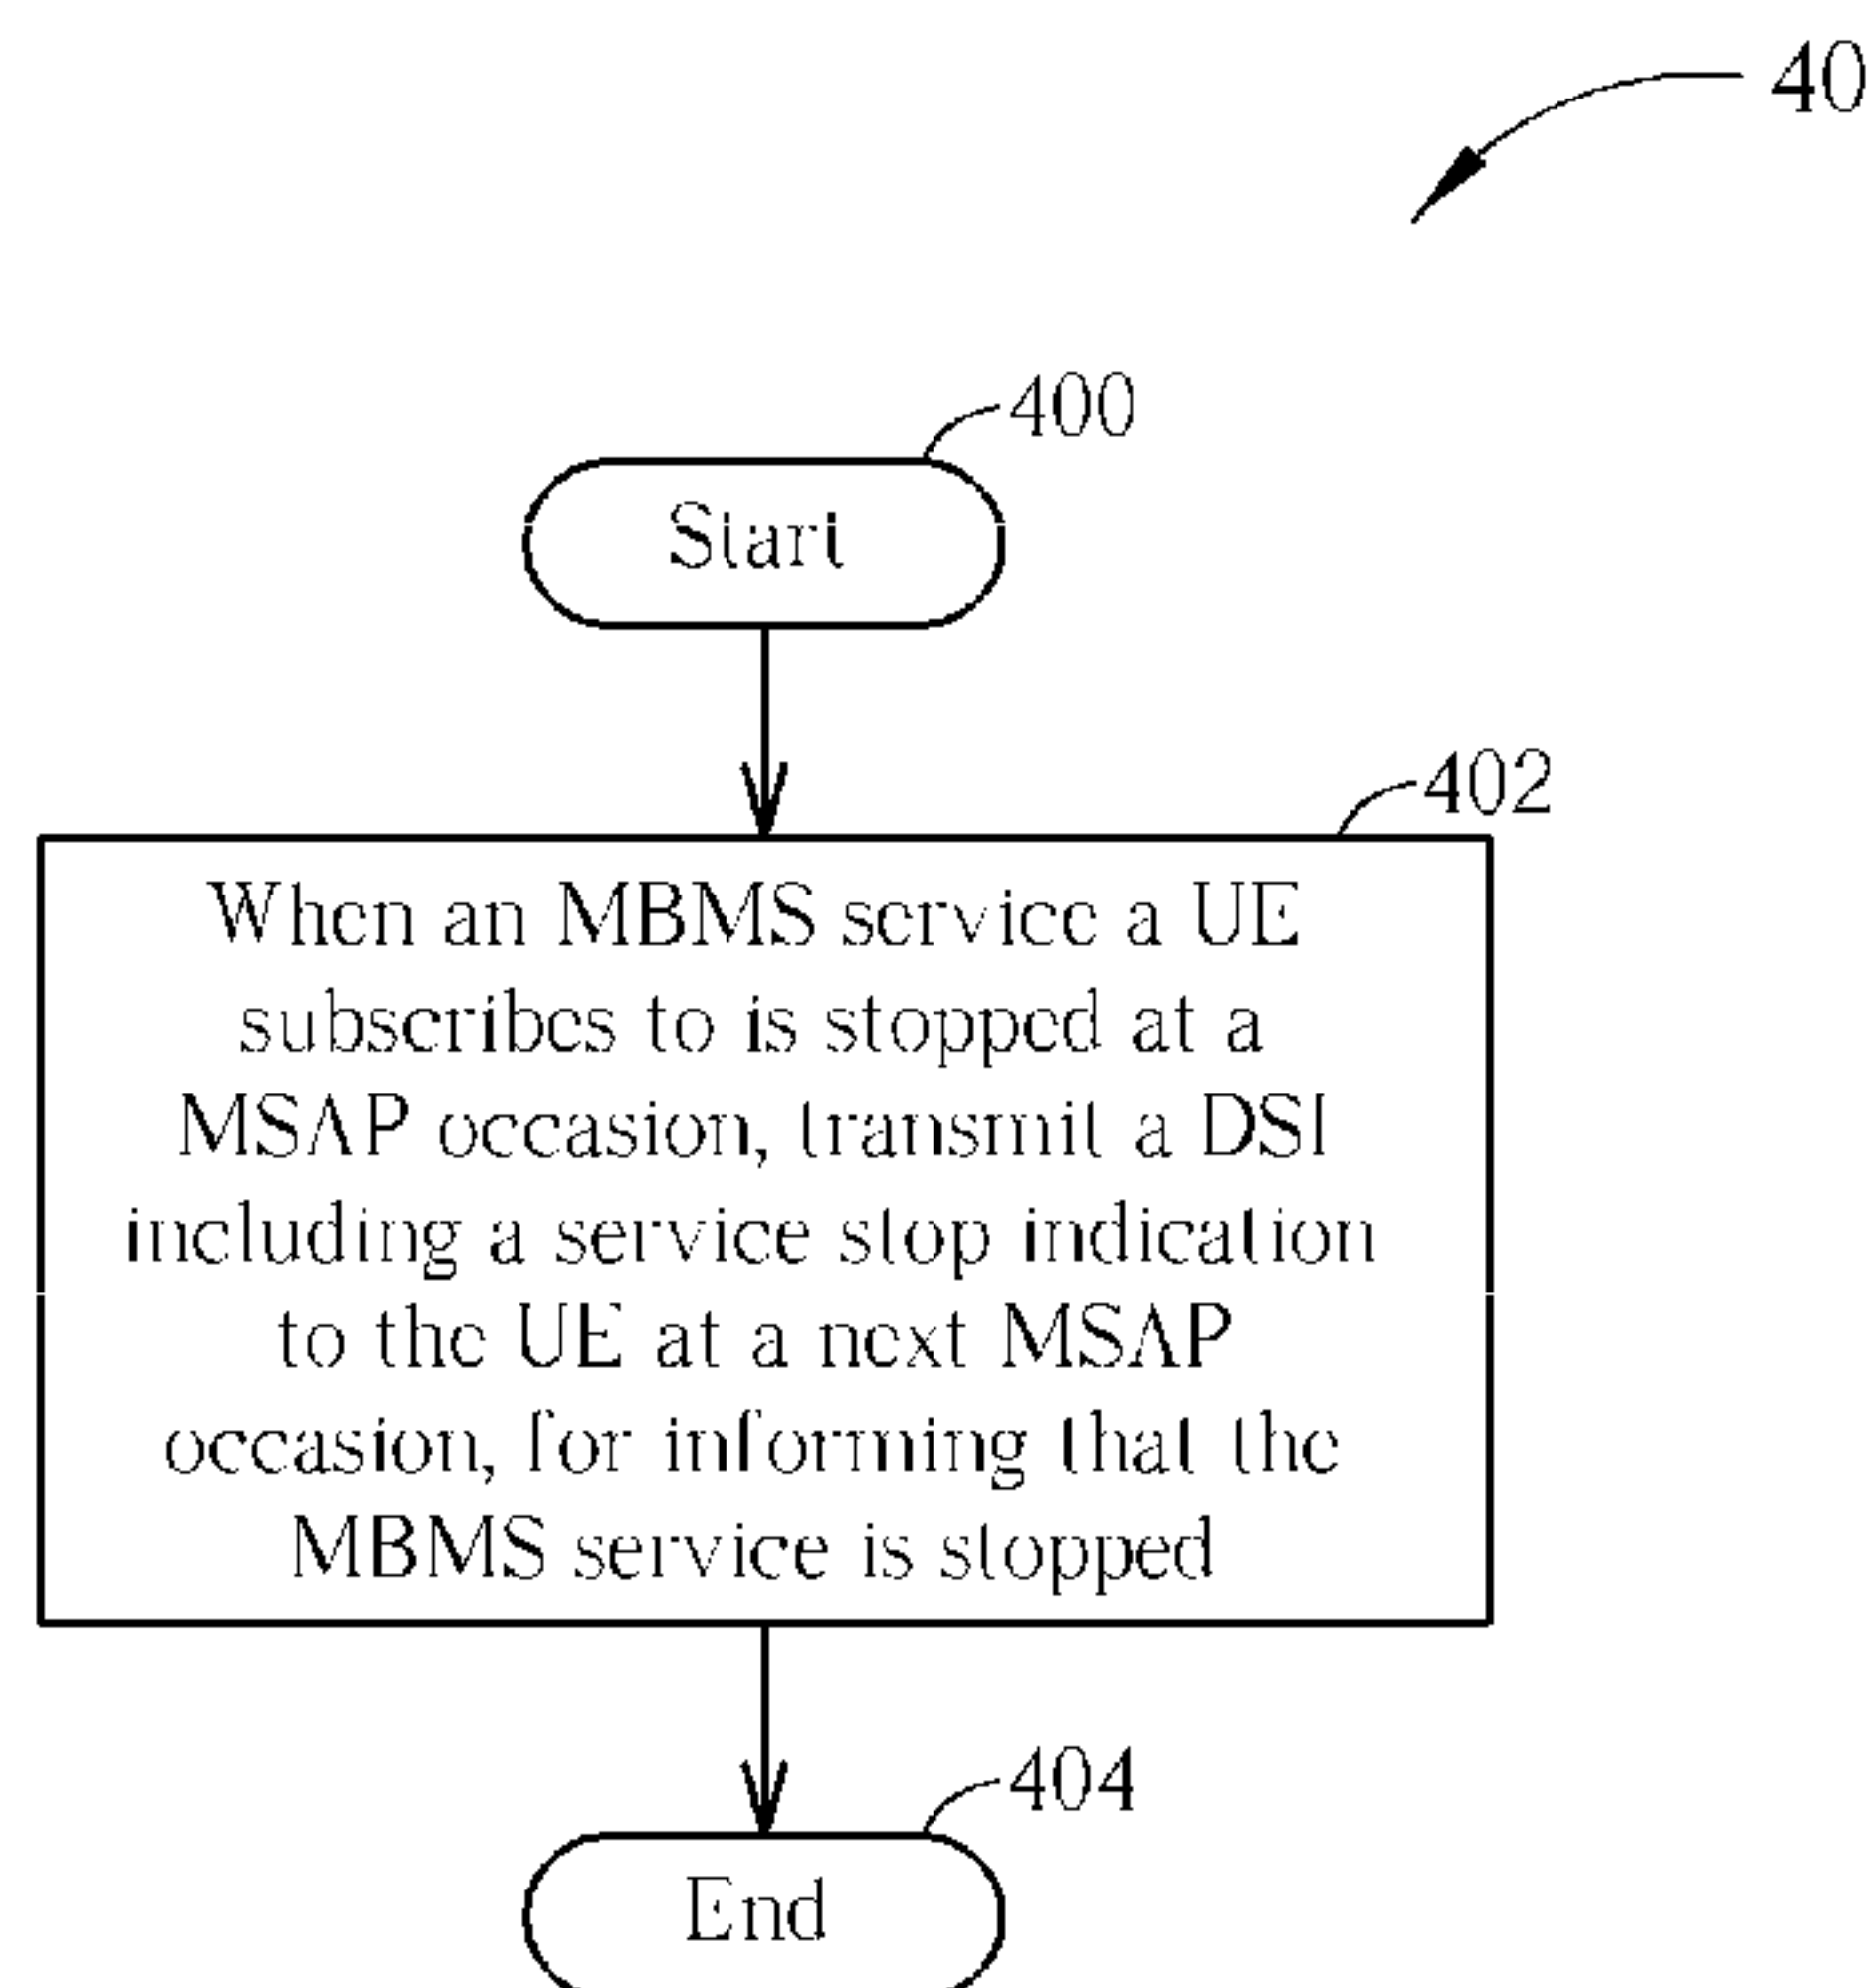 40
400
Start
402
When an MBMS service a UE
subscribes to is stopped at a
MSAP occasion, transmit a DSI
including a service stop indication
to the UE at a next MSAP
occasion, for informing that the
MBMS service is stopped
404
End